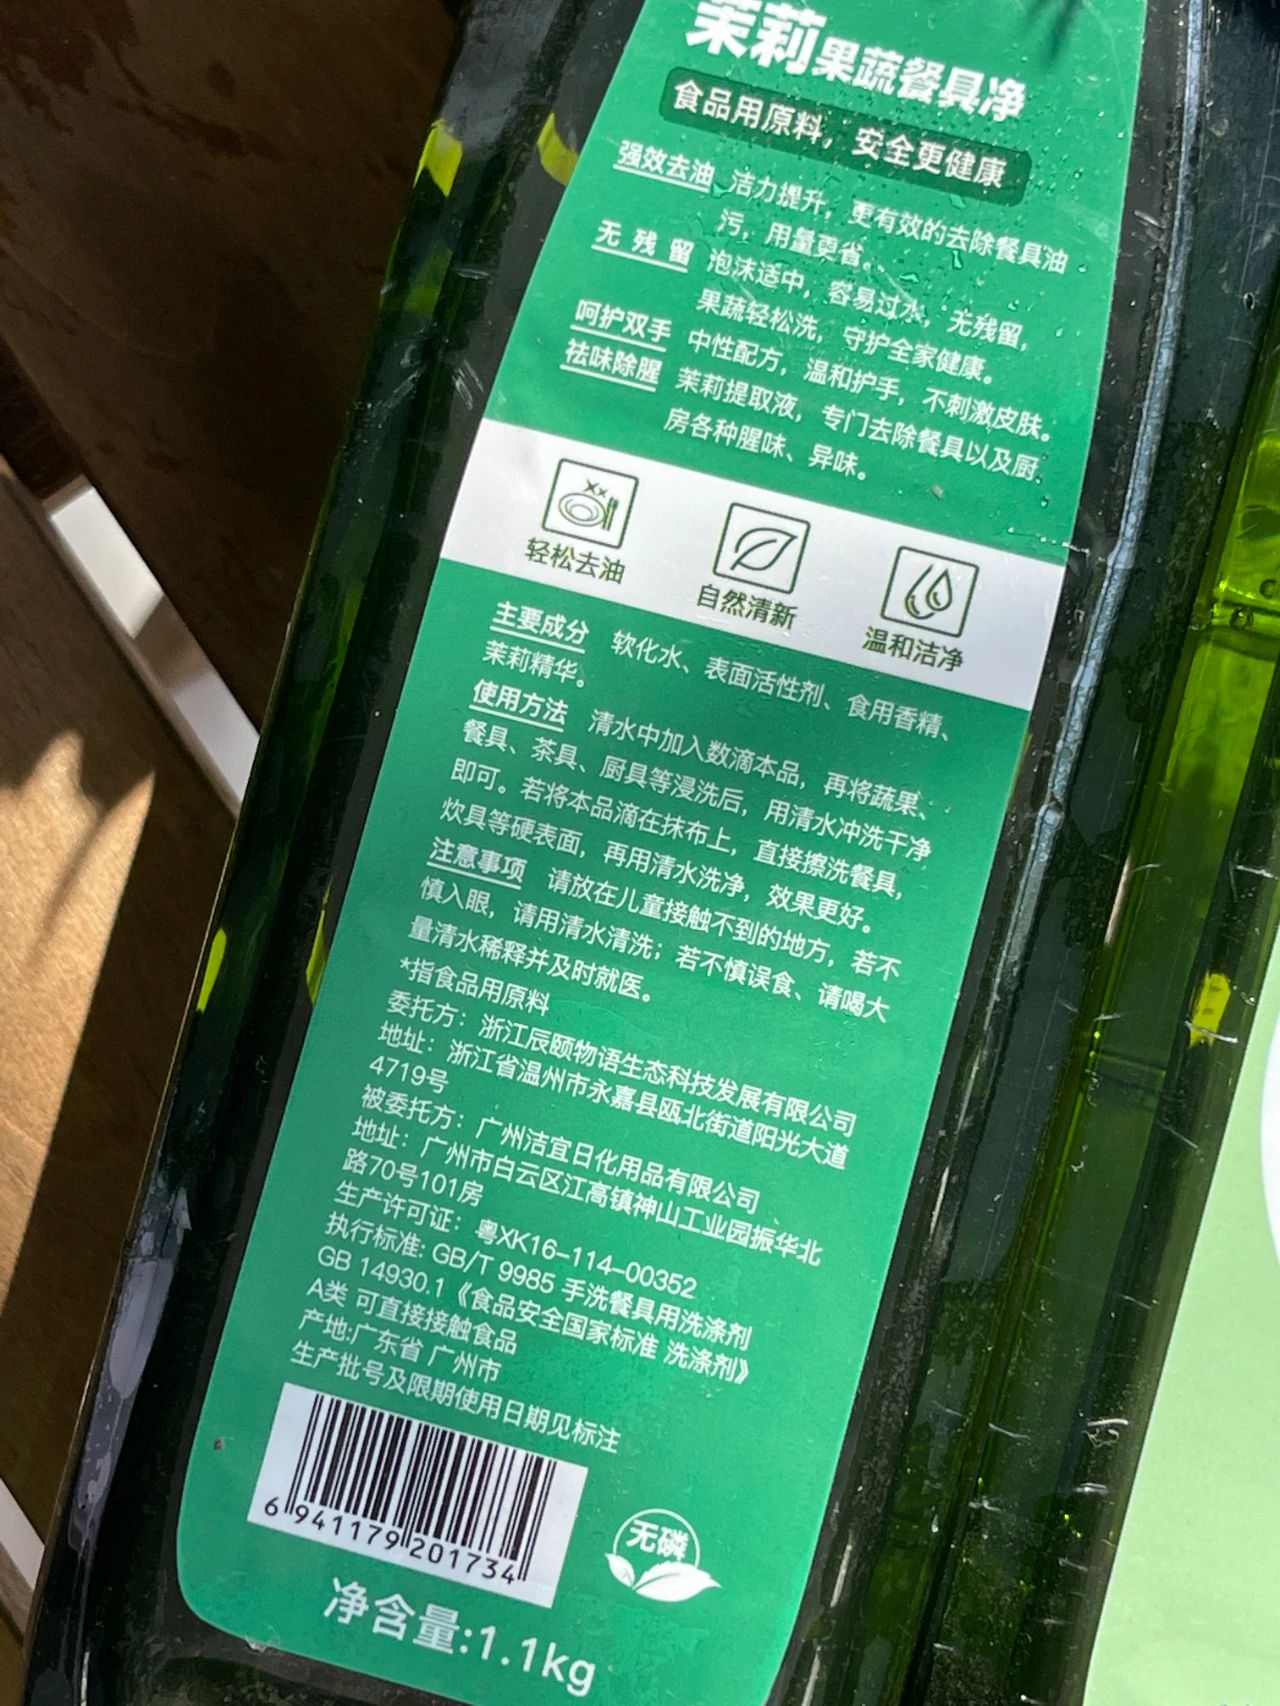 茉莉果蔬餐具净
食品用原料，安全更健康
强效去油 洁力提升，更有效的去除餐具油
污，用量更省。
无残留 泡沫适中，容易过水，无残留，
果蔬轻松洗，守护全家健康。
呵护双手 中性配方，温和护手，不刺激皮肤。
祛味除腥 茉莉提取液，专门去除餐具以及厨
房各种腥味、异味。
轻松去油
自然清新
温和洁净
主要成分 软化水、表面活性剂、食用香精、
茉莉精华。
使用方法 清水中加入数滴本品，再将蔬果、
餐具、茶具、厨具等浸洗后，用清水冲洗干净
即可。若将本品滴在抹布上，直接擦洗餐具，
炊具等硬表面，再用清水洗净，效果更好。
注意事项 请放在儿童接触不到的地方，若不
慎入眼，请用清水清洗；若不慎误食、请喝大
量清水稀释并及时就医。
*指食品用原料
委托方：浙江辰颐物语生态科技发展有限公司
地址：浙江省温州市永嘉县瓯北街道阳光大道
4719号
被委托方：广州洁宜日化用品有限公司
地址：广州市白云区江高镇神山工业园振华北
路70号101房
生产许可证：粤XK16-114-00352
执行标准: GB/T 9985 手洗餐具用洗涤剂
GB 14930.1《食品安全国家标准 洗涤剂》
A类 可直接接触食品
产地:广东省 广州市
生产批号及限期使用日期见标注
6 941179 201734
无磷
净含量:1.1kg